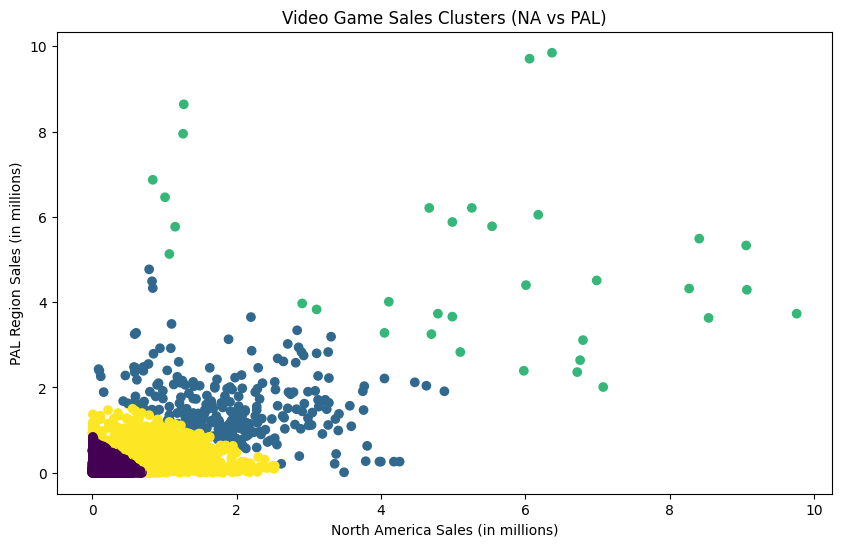 Video Game Sales Clusters (NA vs PAL)
10
8
6
4
2
0
PAL Region Sales (in millions)
0 2 4 6 8 10
North America Sales (in millions)